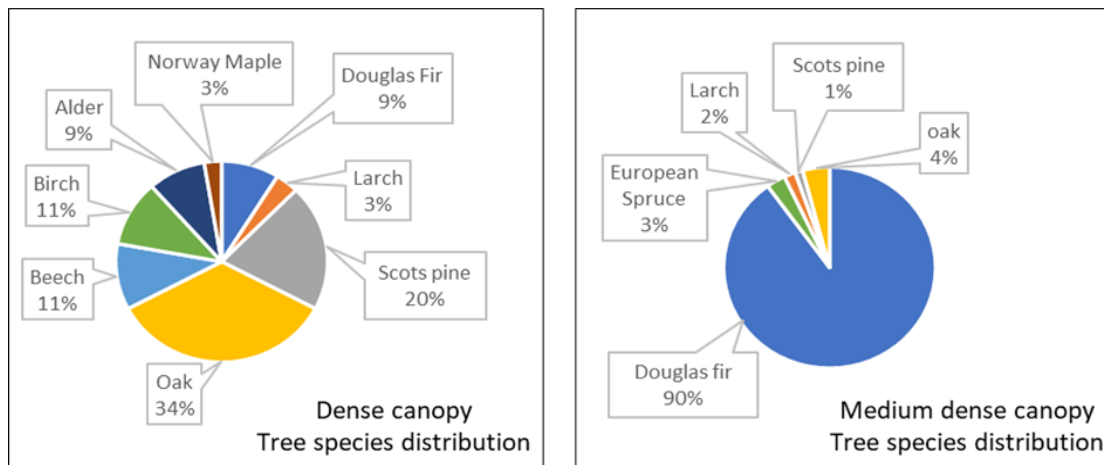 Norway Maple
3%
Douglas Fir
9%
Alder
9%
Larch
3%
Birch
11%
Scots pine
20%
Beech
11%
Oak
34%
Dense canopy
Tree species distribution
Scots pine
1%
Larch
2%
oak
4%
European
Spruce
3%
Douglas fir
90%
Medium dense canopy
Tree species distribution